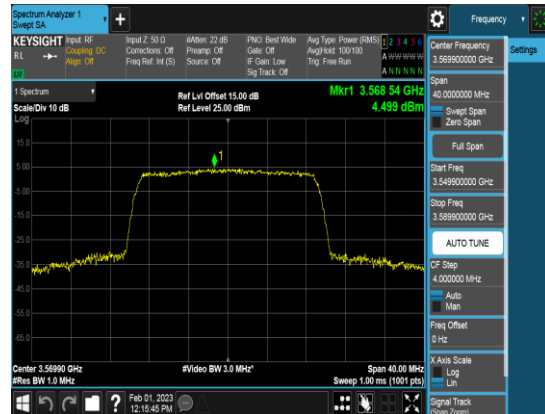 Spectrum Analyzer 1
Swept SA
+
Frequency
KEYSIGHT
RL
Input: RF
Coupling: DC
Align: Off
Input Z: 50 Ω
Corrections: Off
Freq Ref: Int (S)
#Atten: 22 dB
Preamp: Off
Source: Off
PNO: Best Wide
Gate: Off
IF Gain: Low
Sig Track: Off
Avg Type: Power (RMS)
Avg|Hold: 100/100
Trig: Free Run
1 2 3 4 5 6
A W W W W W
A N N N N N
1 Spectrum
Scale/Div 10 dB
Log
Ref Lvl Offset 15.00 dB
Ref Level 25.00 dBm
Mkr1 3.568 54 GHz
4.499 dBm
1
15.0
5.00
-5.00
-15.0
-25.0
-35.0
-45.0
-55.0
-65.0
Center 3.56990 GHz
#Res BW 1.0 MHz
#Video BW 3.0 MHz*
Span 40.00 MHz
Sweep 1.00 ms (1001 pts)
?
Feb 01, 2023
12:15:45 PM
Center Frequency
3.569900000 GHz
Settings
Span
40.0000000 MHz
Swept Span
Zero Span
Full Span
Start Freq
3.549900000 GHz
Stop Freq
3.589900000 GHz
AUTO TUNE
CF Step
4.000000 MHz
Auto
Man
Freq Offset
0 Hz
X Axis Scale
Log
Lin
Signal Track
(Span Zoom)